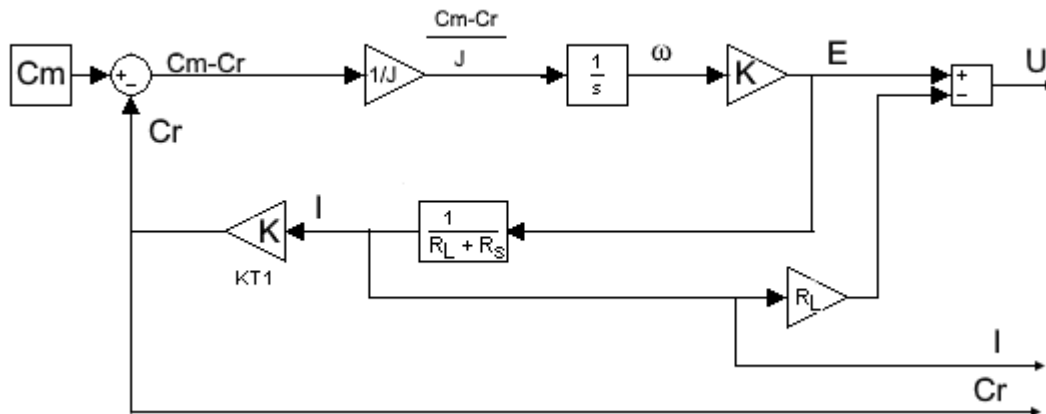 Cm
+
−
Cm-Cr
1/J
Cm-Cr
J
1
s
ω
K
E
+
−
U
Cr
K
KT1
I
1
R_L + R_S
R_L
I
Cr